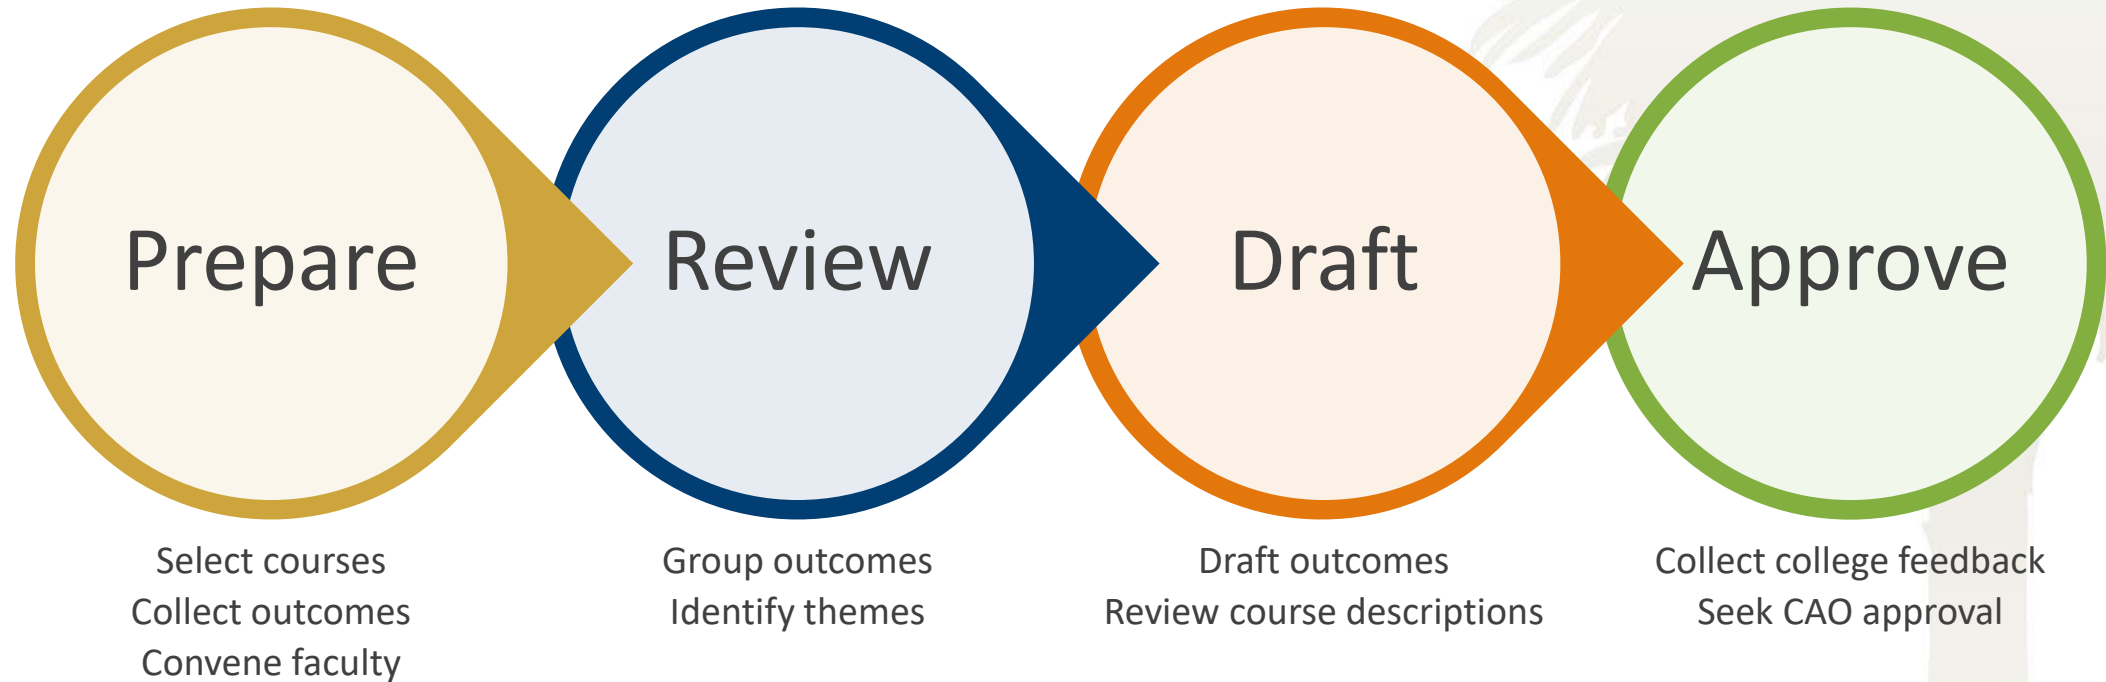 Prepare
Review
Draft
Approve
Select courses
Collect outcomes
Convene faculty
Group outcomes
Identify themes
Draft outcomes
Review course descriptions
Collect college feedback
Seek CAO approval